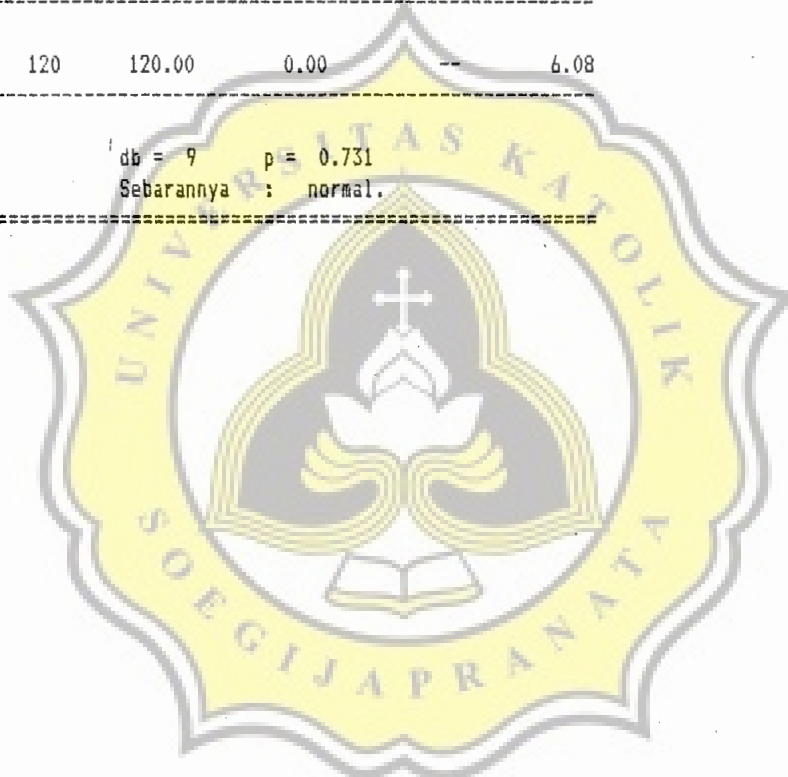 120 120.00 0.00 -- 6.08
db = 9 p = 0.731
Sebarannya : normal.
UNIVERSITAS KATOLIK
SOEGIJAPRANATA